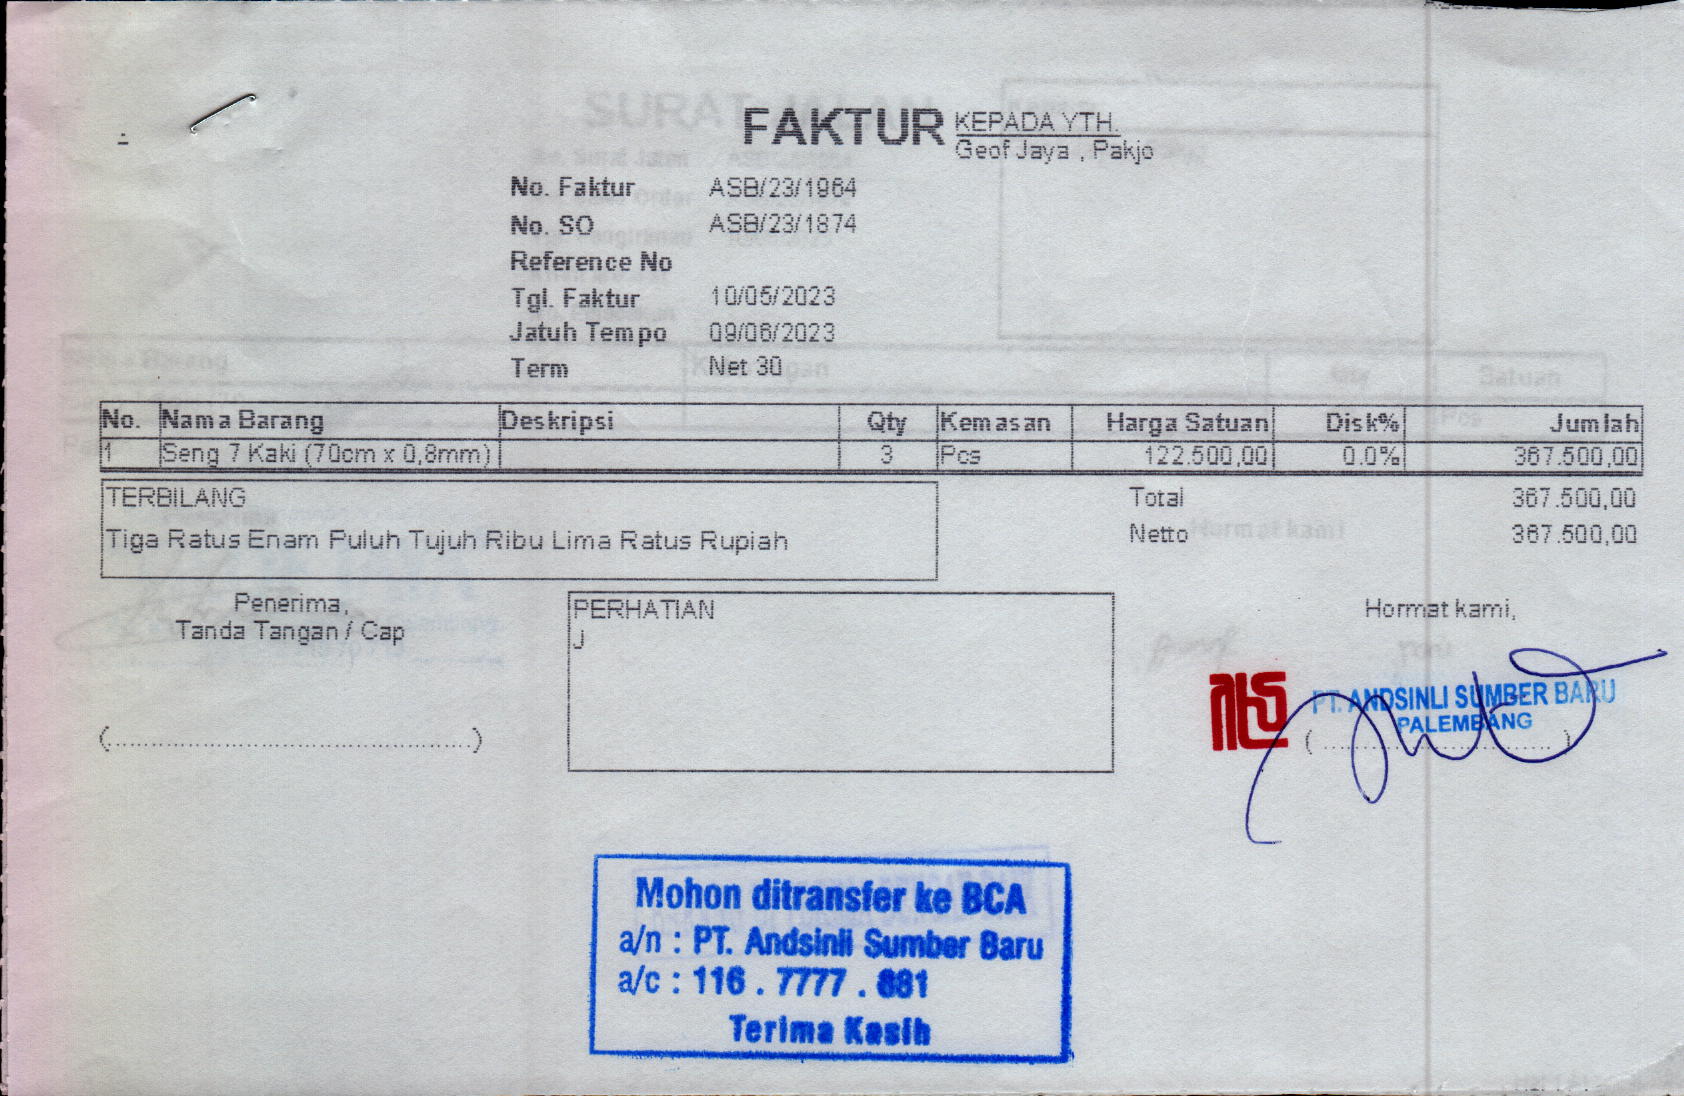 FAKTUR
KEPADA YTH.
Geof Jaya , Pakjo
No. Faktur ASB/23/1964
No. SO ASB/23/1874
Reference No
Tgl. Faktur 10/05/2023
Jatuh Tempo 09/06/2023
Term Net 30
No. Nama Barang Deskripsi Qty Kemasan Harga Satuan Disk% Jumlah
1 Seng 7 Kaki (70cm x 0,8mm) 3 Pcs 122.500,00 0.0% 367.500,00
TERBILANG
Tiga Ratus Enam Puluh Tujuh Ribu Lima Ratus Rupiah
Total 367.500,00
Netto 367.500,00
Penerima,
Tanda Tangan / Cap
PERHATIAN
J
Hormat kami,
PT. ANDSINLI SUMBER BARU
PALEMBANG
Mohon ditransfer ke BCA
a/n : PT. Andsinli Sumber Baru
a/c : 116 . 7777 . 881
Terima Kasih